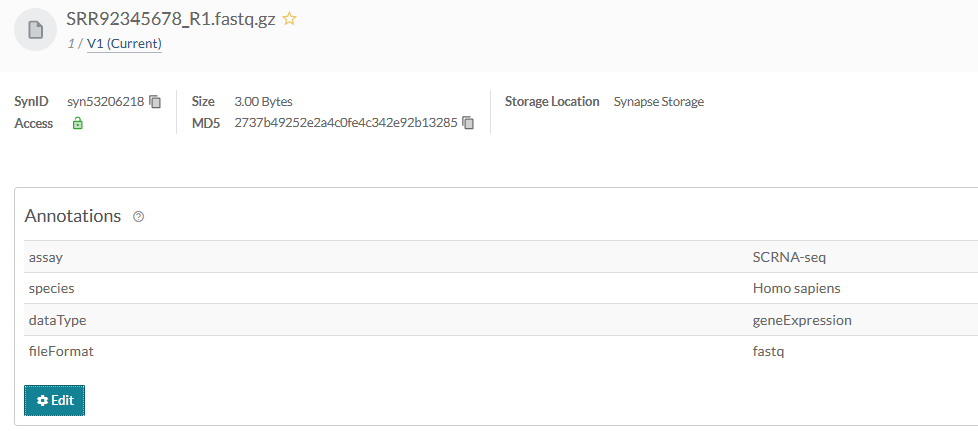 SRR92345678_R1.fastq.gz
1 / V1 (Current)
SynID syn53206218 Size 3.00 Bytes Storage Location Synapse Storage
Access MD5 2737b49252e2a4c0fe4c342e92b13285
Annotations
assay SCRNA-seq
species Homo sapiens
dataType geneExpression
fileFormat fastq
Edit